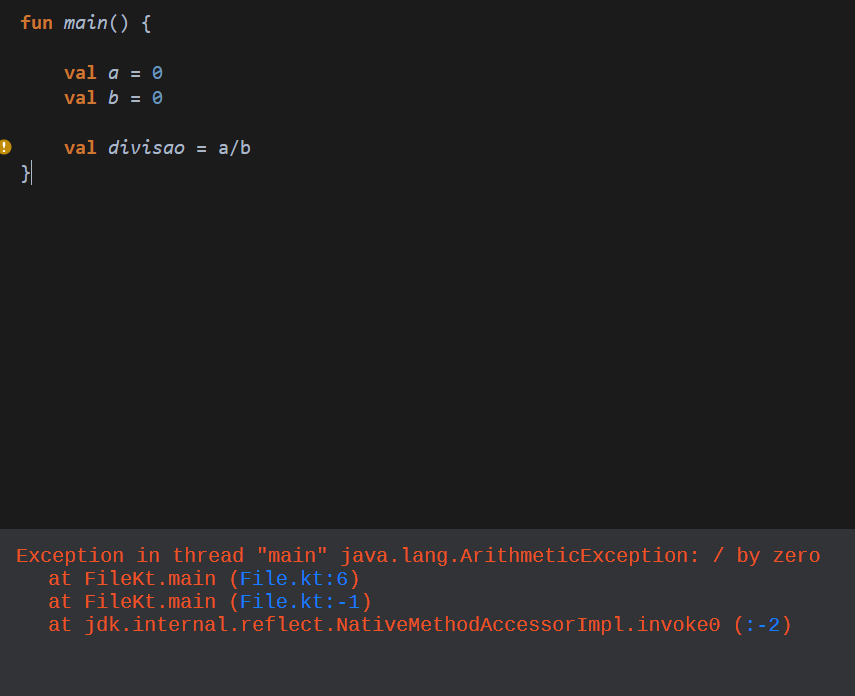 fun main() {
val a = 0
val b = 0
val divisao = a/b
}
Exception in thread "main" java.lang.ArithmeticException: / by zero
at FileKt.main (File.kt:6)
at FileKt.main (File.kt:-1)
at jdk.internal.reflect.NativeMethodAccessorImpl.invoke0 (:-2)